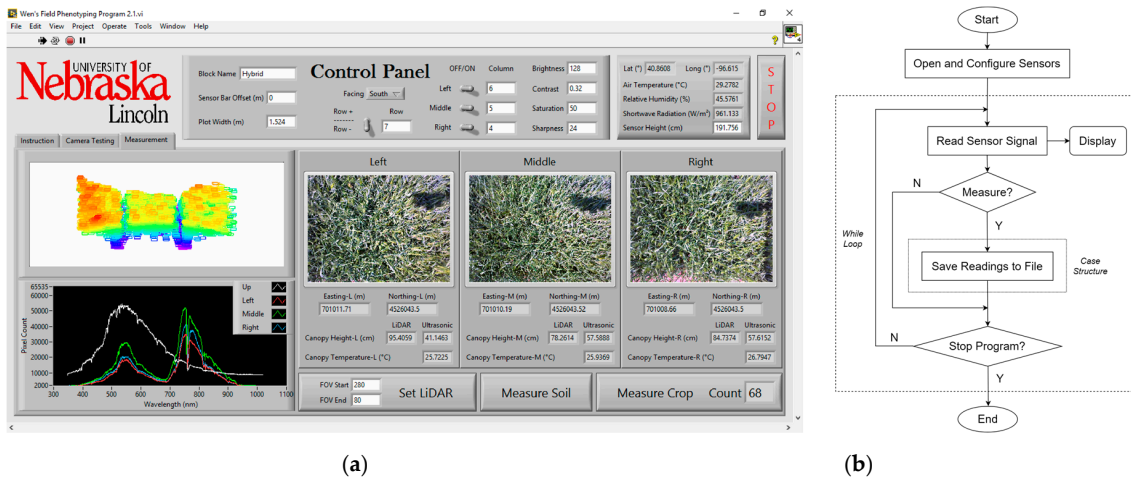 Wen's Field Phenotyping Program 2.1.vi
File Edit View Project Operate Tools Window Help
UNIVERSITY OF
Nebraska
Lincoln
Block Name Hybrid
Sensor Bar Offset (m) 0
Plot Width (m) 1.524
Control Panel
Facing South
Row +
Row -
Row
7
OFF/ON Column
Left 6
Middle 5
Right 4
Brightness 128
Contrast 0.32
Saturation 50
Sharpness 24
Lat (°) 40.8608 Long (°) -96.615
Air Temperature (°C) 29.2782
Relative Humidity (%) 45.5761
Shortwave Radiation (W/m²) 961.133
Sensor Height (cm) 191.756
STOP
Instruction Camera Testing Measurement
Left Middle Right
Easting-L (m) Northing-L (m)
701011.71 4526043.5
LiDAR Ultrasonic
Canopy Height-L (cm) 95.4059 41.1463
Canopy Temperature-L (°C) 25.7225
Easting-M (m) Northing-M (m)
701010.19 4526043.52
LiDAR Ultrasonic
Canopy Height-M (cm) 78.2614 57.5888
Canopy Temperature-M (°C) 25.9369
Easting-R (m) Northing-R (m)
701008.66 4526043.5
LiDAR Ultrasonic
Canopy Height-R (cm) 84.7374 57.6152
Canopy Temperature-R (°C) 26.7947
Pixel Count
65535
60000
50000
40000
30000
20000
10000
2000
300 400 500 600 700 800 900 1000 1100
Wavelength (nm)
Up
Left
Middle
Right
FOV Start 280
FOV End 80
Set LiDAR
Measure Soil
Measure Crop Count 68
(a)
Start
Open and Configure Sensors
Read Sensor Signal
Display
N
Measure?
Y
While
Loop
Save Readings to File
Case
Structure
N
Stop Program?
Y
End
(b)